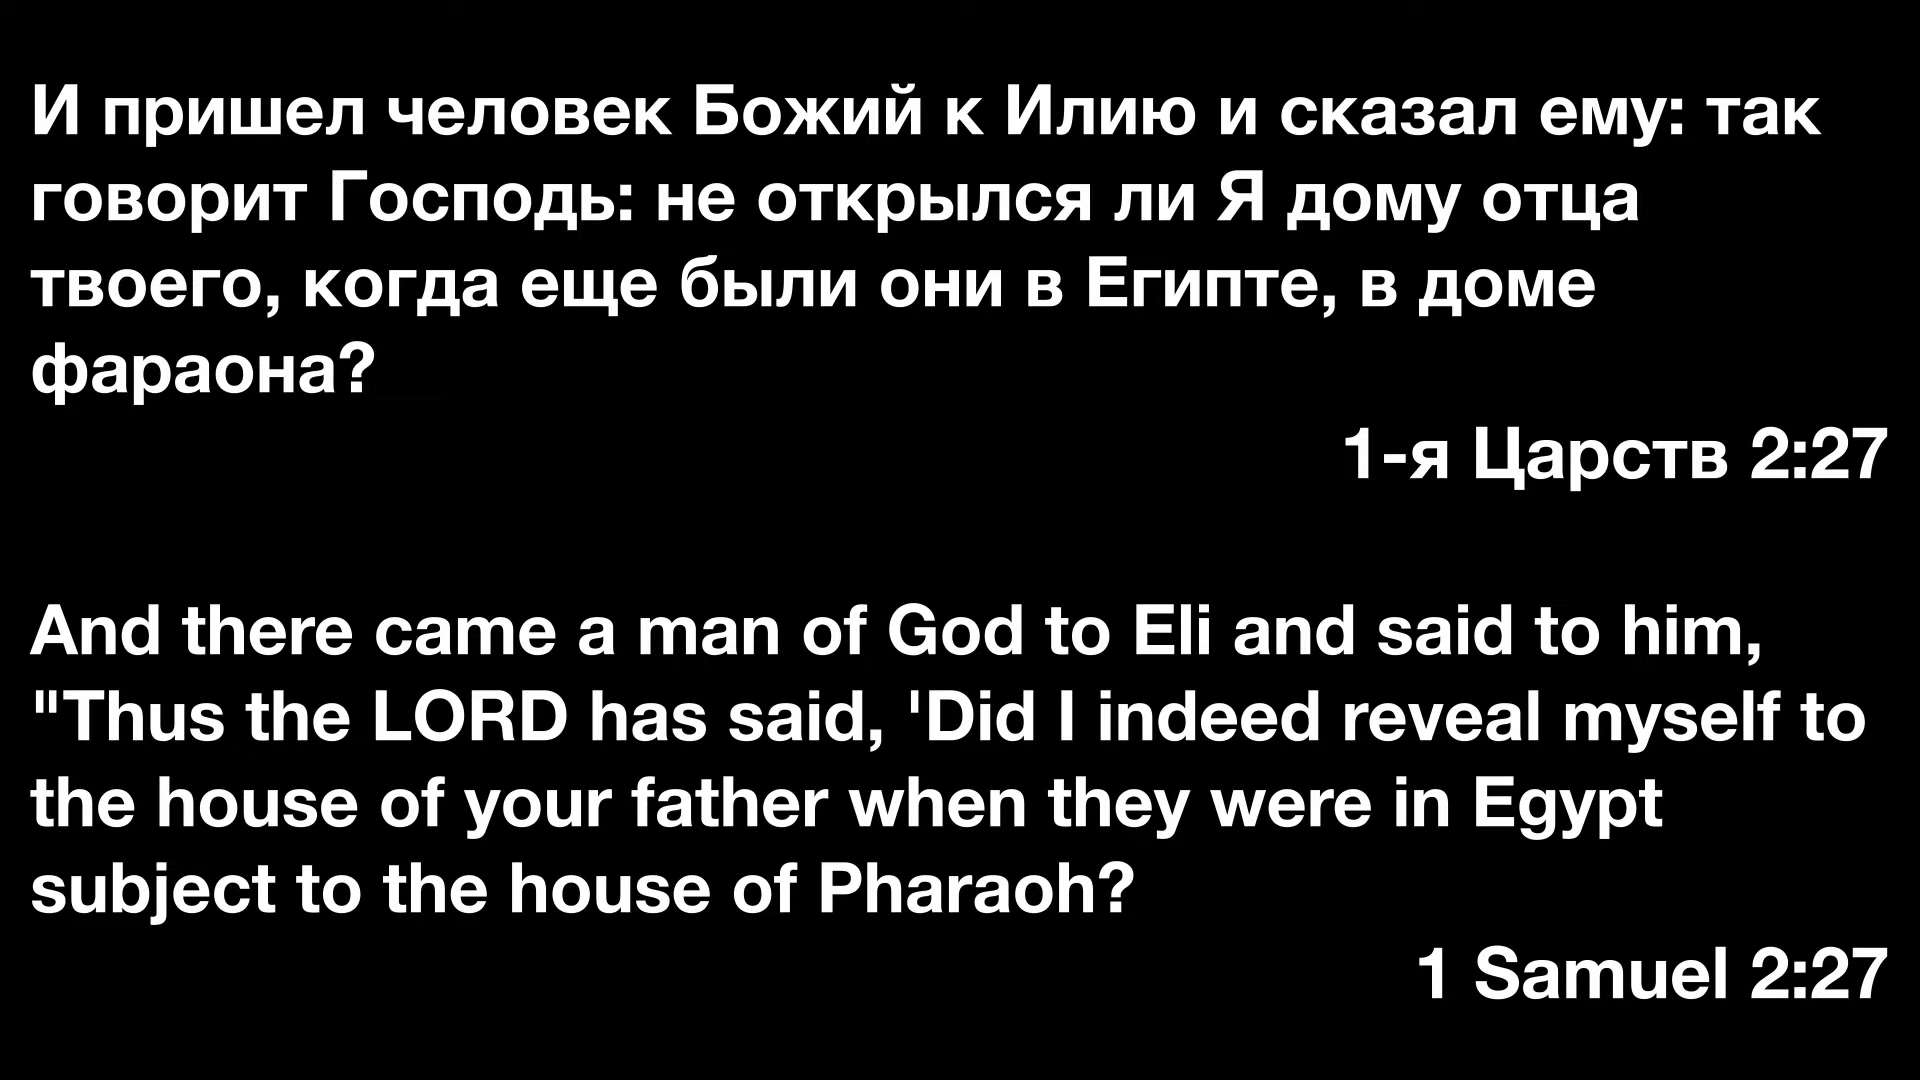 И пришел человек Божий к Илию и сказал ему: так
говорит Господь: не открылся ли Я дому отца
твоего, когда еще были они в Египте, в доме
фараона?
1-я Царств 2:27
And there came a man of God to Eli and said to him,
"Thus the LORD has said, 'Did I indeed reveal myself to
the house of your father when they were in Egypt
subject to the house of Pharaoh?
1 Samuel 2:27